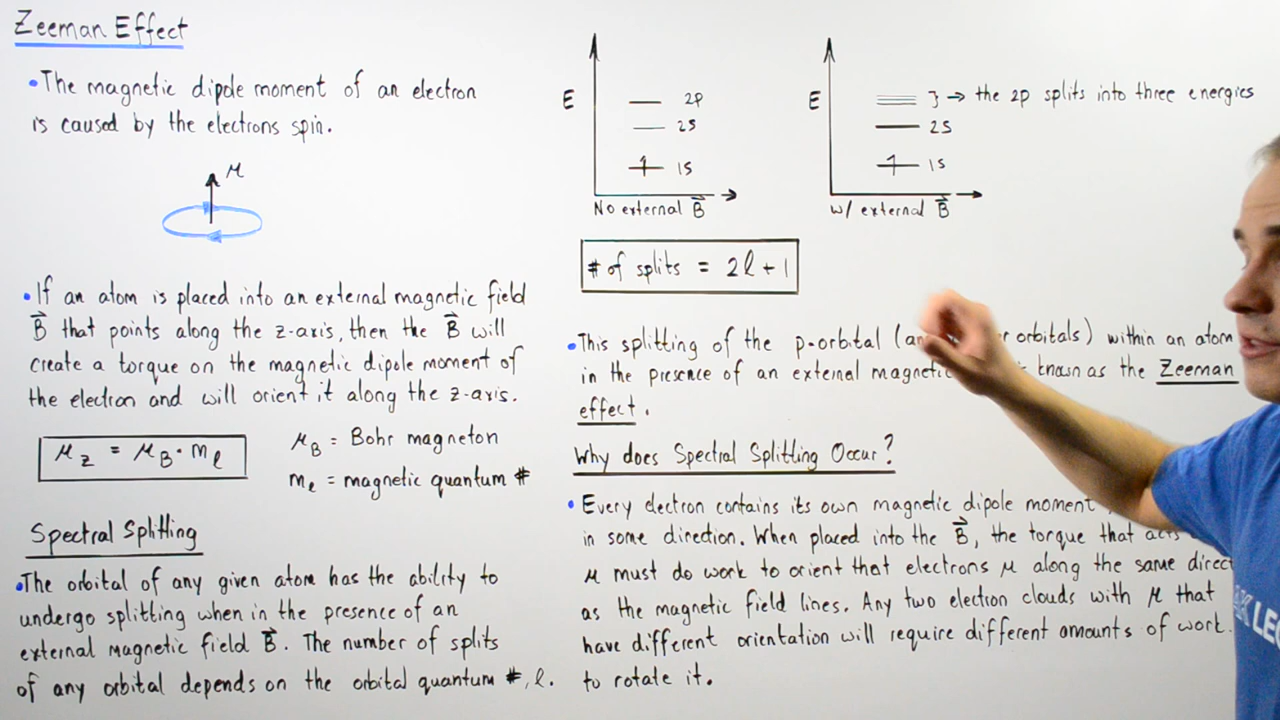 Zeeman Effect
•The magnetic dipole moment of an electron
is caused by the electrons spin.
μ
•If an atom is placed into an external magnetic field
B⃗ that points along the z-axis, then the B⃗ will
create a torque on the magnetic dipole moment of
the electron and will orient it along the z-axis.
μz = μB · ml
μB = Bohr magneton
ml = magnetic quantum #
Spectral Splitting
•The orbital of any given atom has the ability to
undergo splitting when in the presence of an
external magnetic field B⃗. The number of splits
of any orbital depends on the orbital quantum #, l.
E
2p
2s
1s
No external B⃗
E
} → the 2p splits into three energies
2s
1s
w/ external B⃗
# of splits = 2l + 1
•This splitting of the p-orbital ( orbitals) within an atom
in the presence of an external magnetic is known as the Zeeman
effect.
Why does Spectral Splitting Occur?
• Every electron contains its own magnetic dipole moment
in some direction. When placed into the B⃗, the torque that acts
μ must do work to orient that electrons μ along the same direct
as the magnetic field lines. Any two electron clouds with μ that
have different orientation will require different amounts of work
to rotate it.